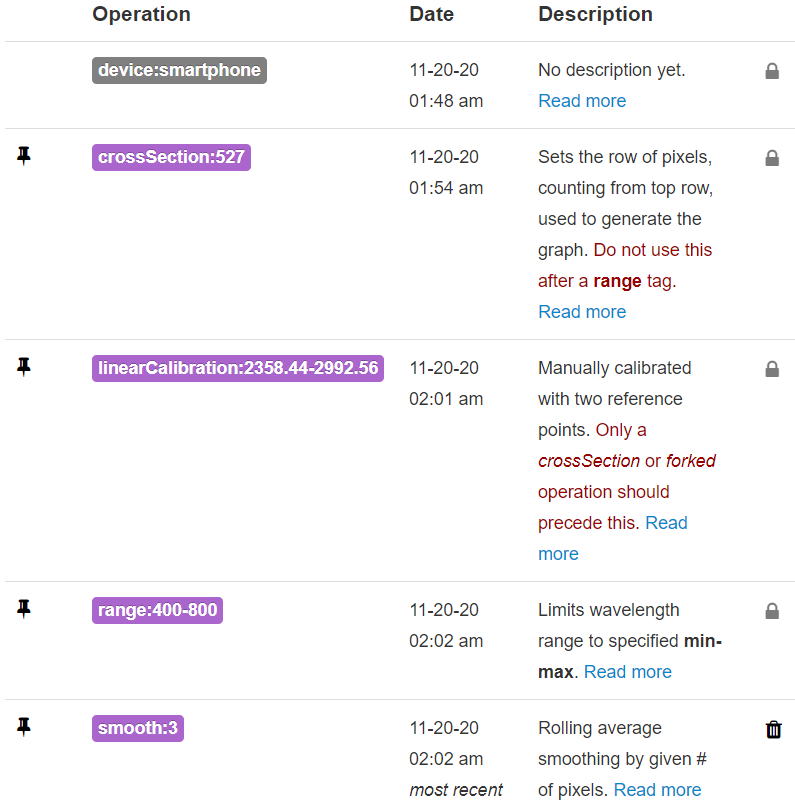 Operation Date Description
device:smartphone 11-20-20 No description yet.
01:48 am Read more
crossSection:527 11-20-20 Sets the row of pixels,
01:54 am counting from top row,
used to generate the
graph. Do not use this
after a range tag.
Read more
linearCalibration:2358.44-2992.56 11-20-20 Manually calibrated
02:01 am with two reference
points. Only a
crossSection or forked
operation should
precede this. Read
more
range:400-800 11-20-20 Limits wavelength
02:02 am range to specified min-
max. Read more
smooth:3 11-20-20 Rolling average
02:02 am smoothing by given #
most recent of pixels. Read more